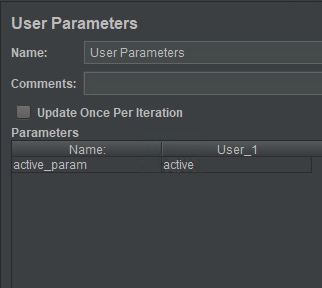 User Parameters
Name: User Parameters
Comments:
Update Once Per Iteration
Parameters
Name: User_1
active_param active